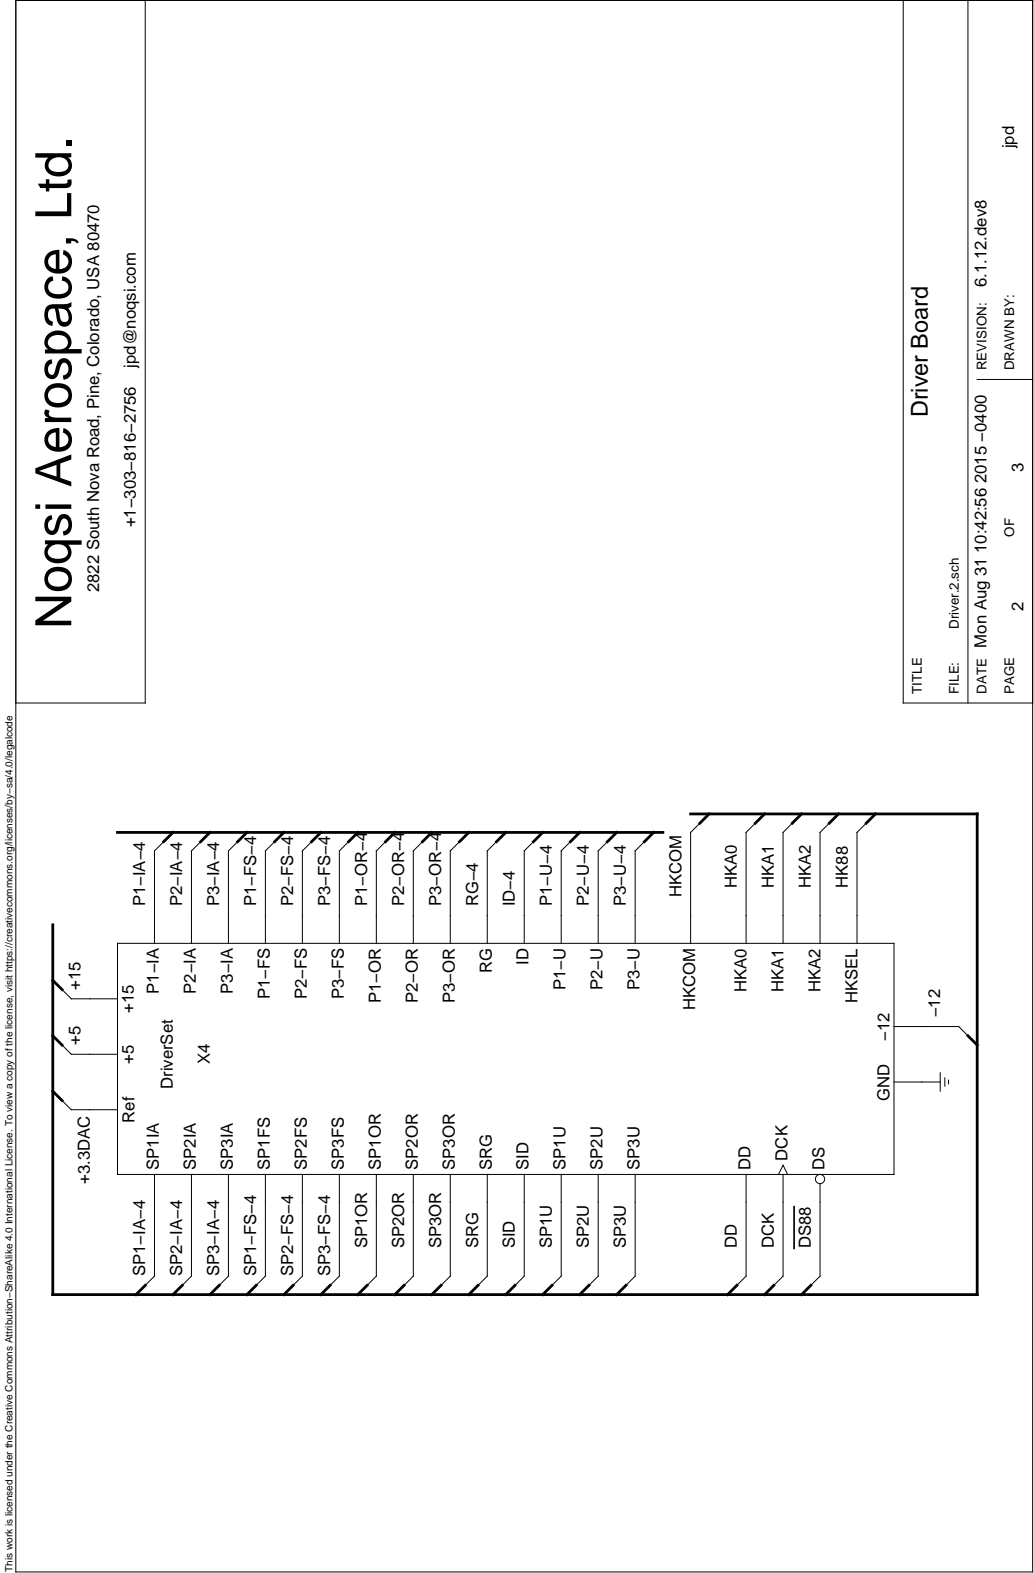 This work is licensed under the Creative Commons Attribution–ShareAlike 4.0 International License. To view a copy of the license, visit https://creativecommons.org/licenses/by–sa/4.0/legalcode
Noqsi Aerospace, Ltd.
2822 South Nova Road, Pine, Colorado, USA 80470
+1–303–816–2756 jpd@noqsi.com
+3.3DAC
+5
+15
Ref
+5
+15
DriverSet
X4
SP1–IA–4 SP1IA P1–IA P1–IA–4
SP2–IA–4 SP2IA P2–IA P2–IA–4
SP3–IA–4 SP3IA P3–IA P3–IA–4
SP1–FS–4 SP1FS P1–FS P1–FS–4
SP2–FS–4 SP2FS P2–FS P2–FS–4
SP3–FS–4 SP3FS P3–FS P3–FS–4
SP1OR SP1OR P1–OR P1–OR–4
SP2OR SP2OR P2–OR P2–OR–4
SP3OR SP3OR P3–OR P3–OR–4
SRG SRG RG RG–4
SID SID ID ID–4
SP1U SP1U P1–U P1–U–4
SP2U SP2U P2–U P2–U–4
SP3U SP3U P3–U P3–U–4
HKCOM HKCOM
DD DD HKA0 HKA0
DCK DCK HKA1 HKA1
DS88 DS HKA2 HKA2
HKSEL HK88
GND –12
–12
TITLE
Driver Board
FILE: Driver.2.sch
DATE Mon Aug 31 10:42:56 2015 –0400 REVISION: 6.1.12.dev8
PAGE 2 OF 3 DRAWN BY: jpd